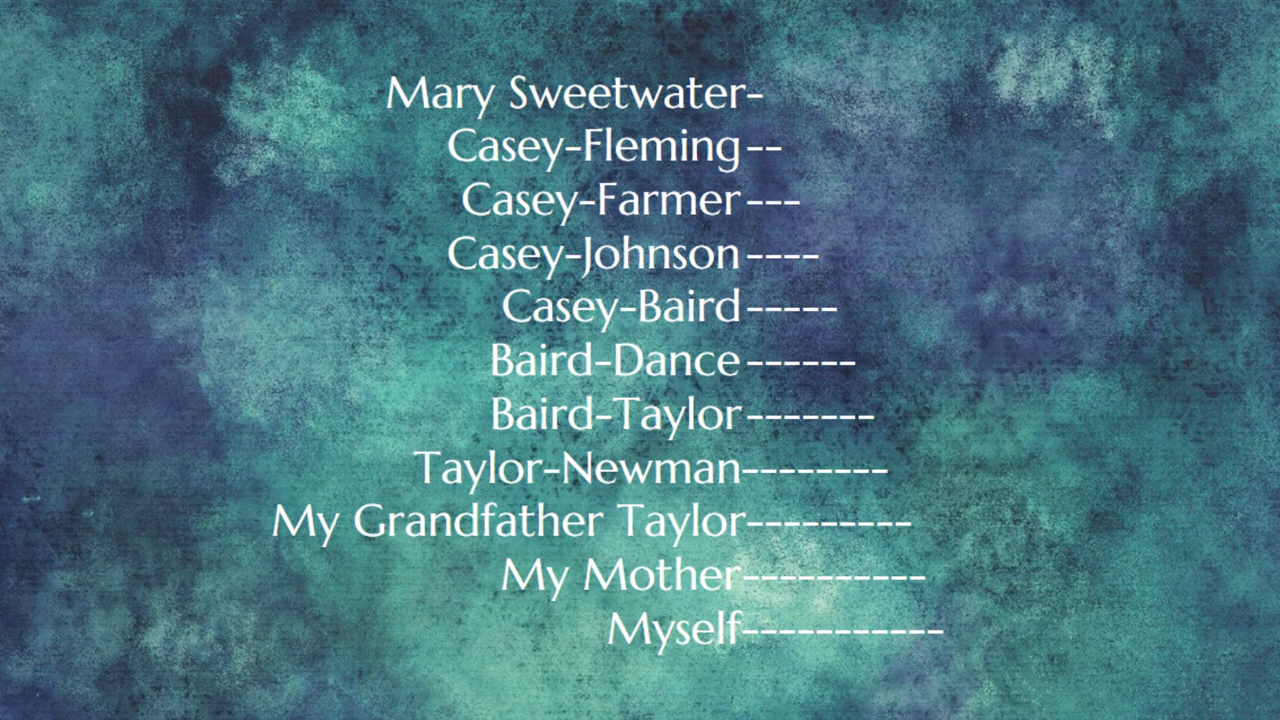 Mary Sweetwater-
Casey-Fleming--
Casey-Farmer---
Casey-Johnson----
Casey-Baird-----
Baird-Dance------
Baird-Taylor-------
Taylor-Newman--------
My Grandfather Taylor---------
My Mother----------
Myself-----------